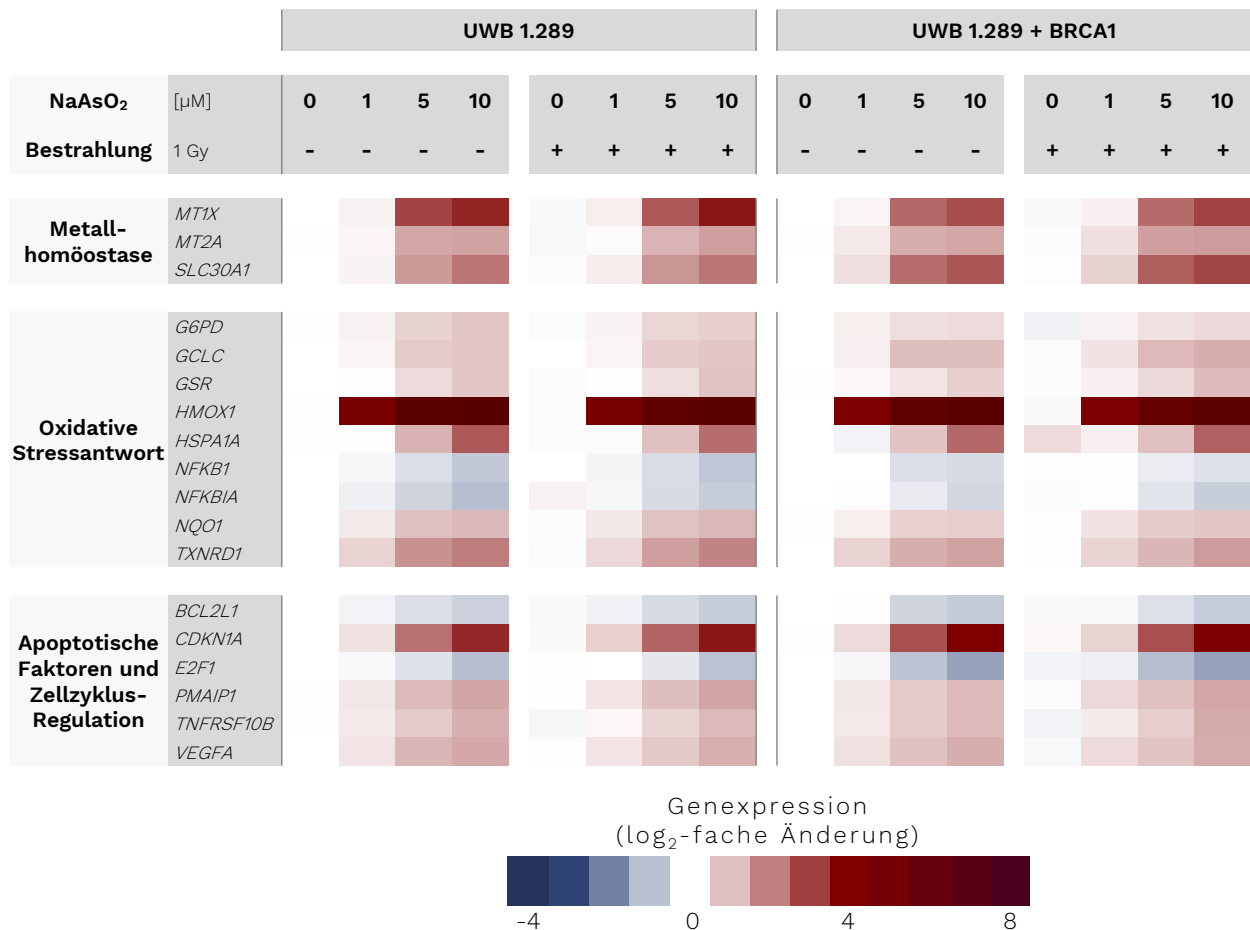 UWB 1.289
UWB 1.289 + BRCA1
NaAsO₂ [µM] 0 1 5 10 0 1 5 10 0 1 5 10 0 1 5 10
Bestrahlung 1 Gy - - - - + + + + - - - - + + + +
Metall-
homöostase
MT1X
MT2A
SLC30A1
Oxidative
Stressantwort
G6PD
GCLC
GSR
HMOX1
HSPA1A
NFKB1
NFKBIA
NQO1
TXNRD1
Apoptotische
Faktoren und
Zellzyklus-
Regulation
BCL2L1
CDKN1A
E2F1
PMAIP1
TNFRSF10B
VEGFA
Genexpression
(log₂-fache Änderung)
-4 0 4 8